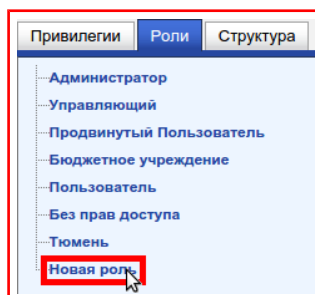 Привилегии Роли Структура
Администратор
Управляющий
Продвинутый Пользователь
Бюджетное учреждение
Пользователь
Без прав доступа
Тюмень
Новая роль